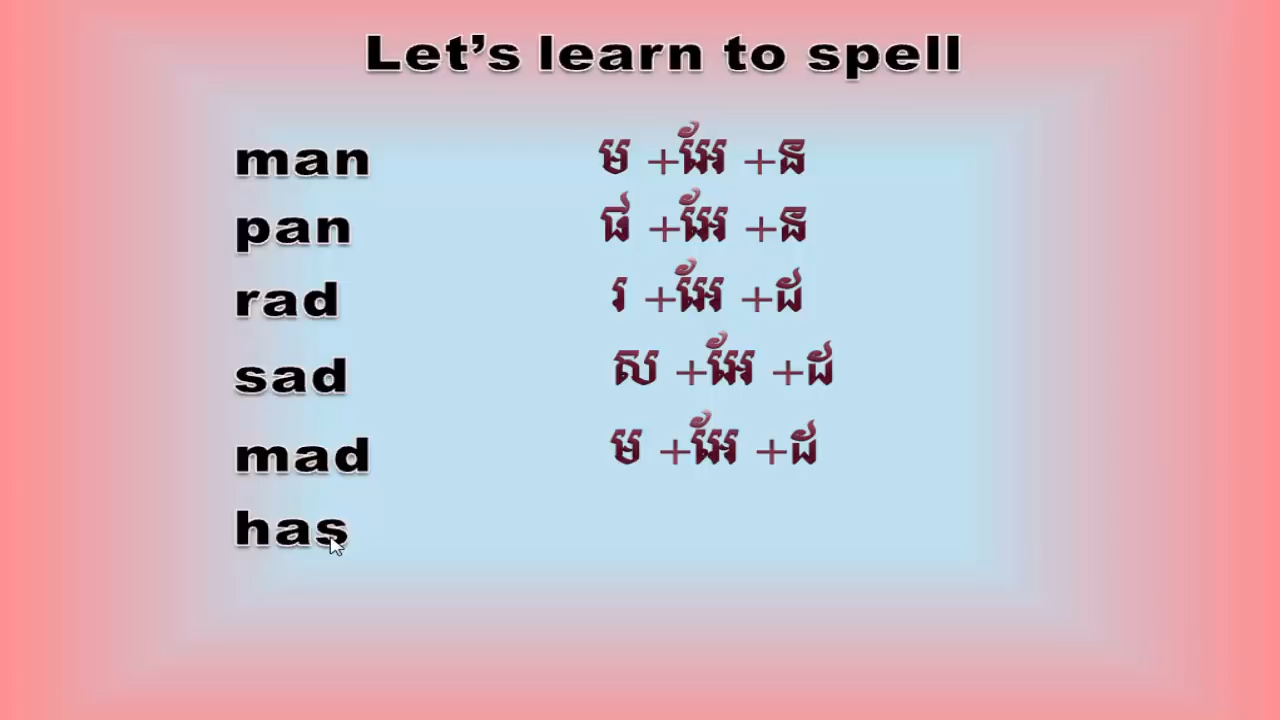 Let’s learn to spell
man ម +អែ៎ +ន
pan ផ +អែ៎ +ន
rad រ +អែ៎ +ដ
sad ស +អែ៎ +ដ
mad ម +អែ៎ +ដ
has